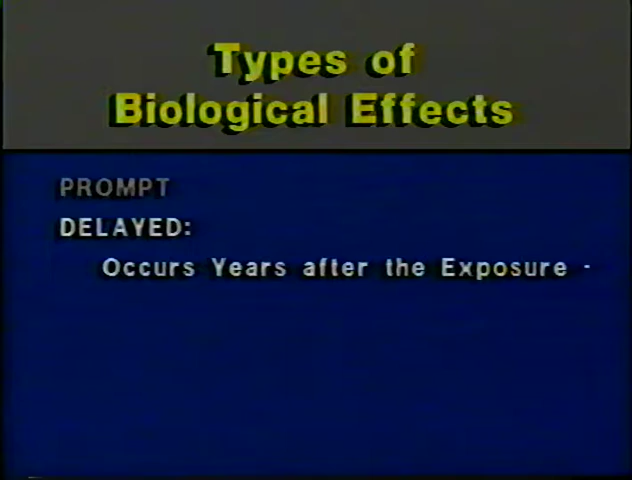 Types of
Biological Effects
PROMPT
DELAYED:
Occurs Years after the Exposure -